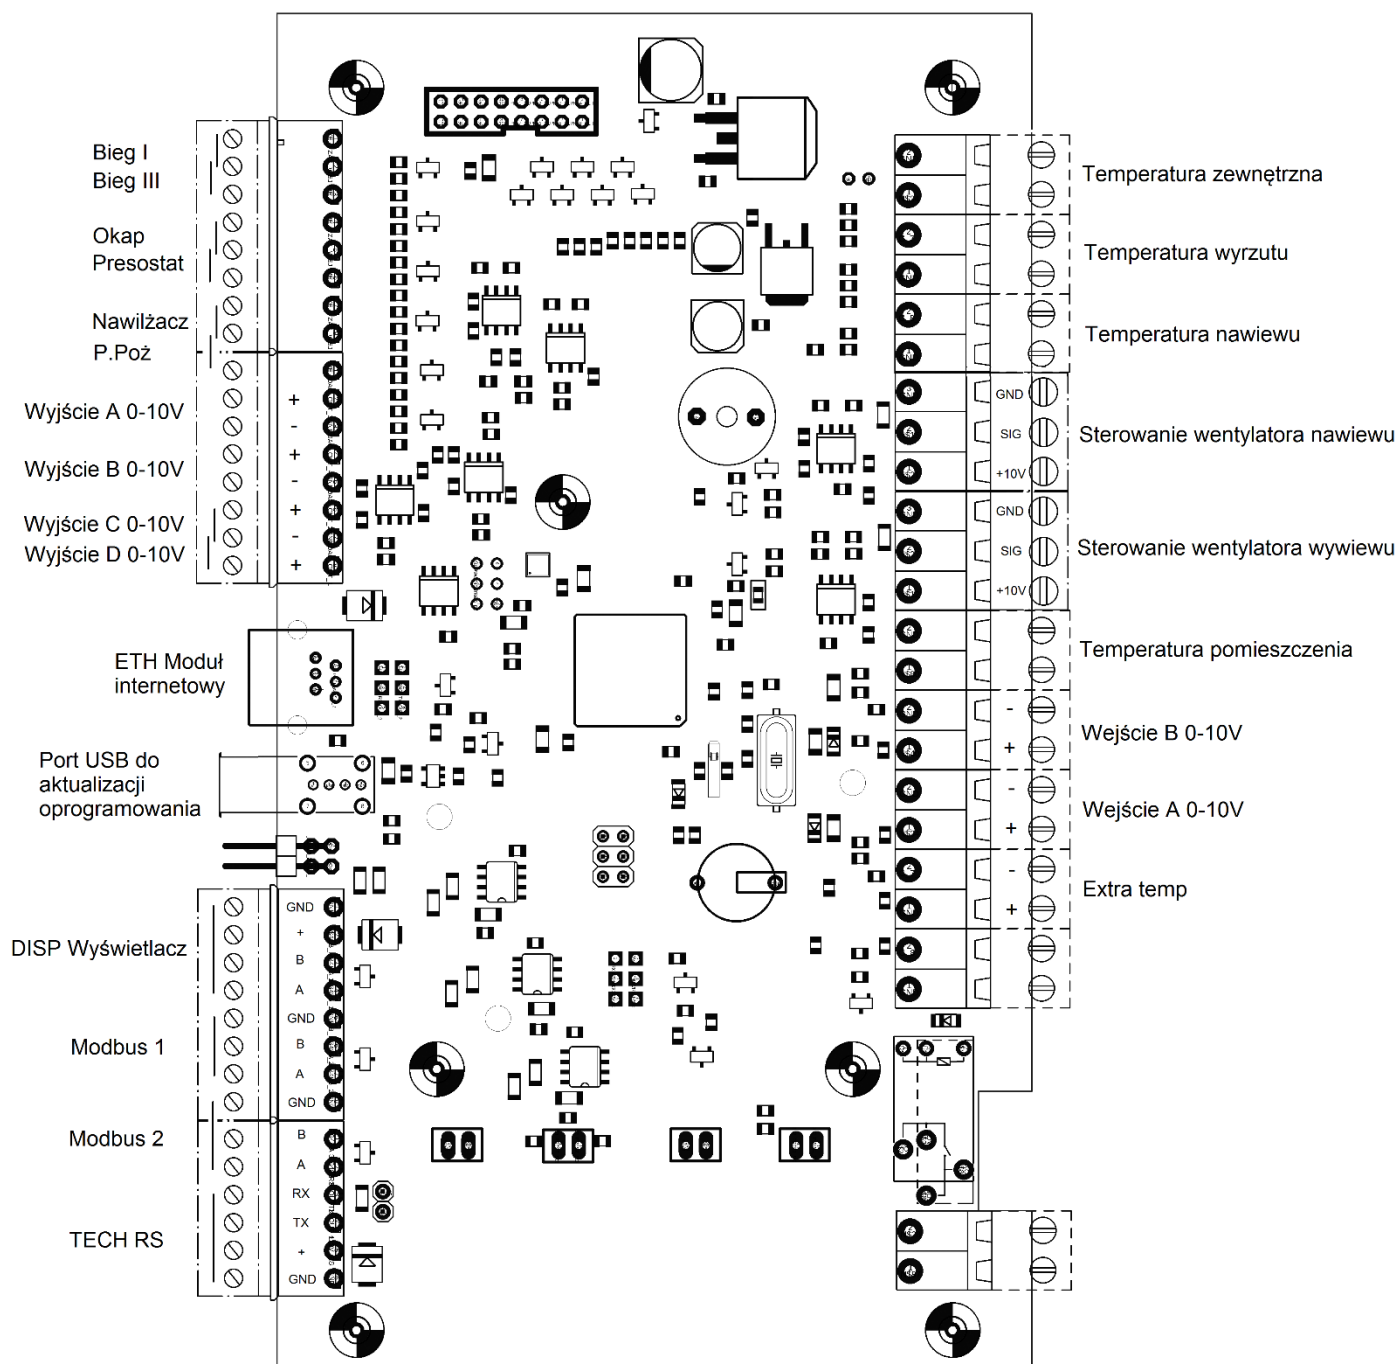 Bieg I
Bieg III
Okap
Presostat
Nawilżacz
P.Poż
Wyjście A 0-10V
+
-
Wyjście B 0-10V
+
-
Wyjście C 0-10V
+
-
Wyjście D 0-10V
+
ETH Moduł
internetowy
Port USB do
aktualizacji
oprogramowania
DISP Wyświetlacz
GND
+
B
A
Modbus 1
GND
B
A
Modbus 2
GND
B
A
TECH RS
RX
TX
+
GND
Temperatura zewnętrzna
Temperatura wyrzutu
Temperatura nawiewu
GND
SIG
+10V
Sterowanie wentylatora nawiewu
GND
SIG
+10V
Sterowanie wentylatora wywiewu
Temperatura pomieszczenia
-
+
Wejście B 0-10V
-
+
Wejście A 0-10V
-
+
Extra temp